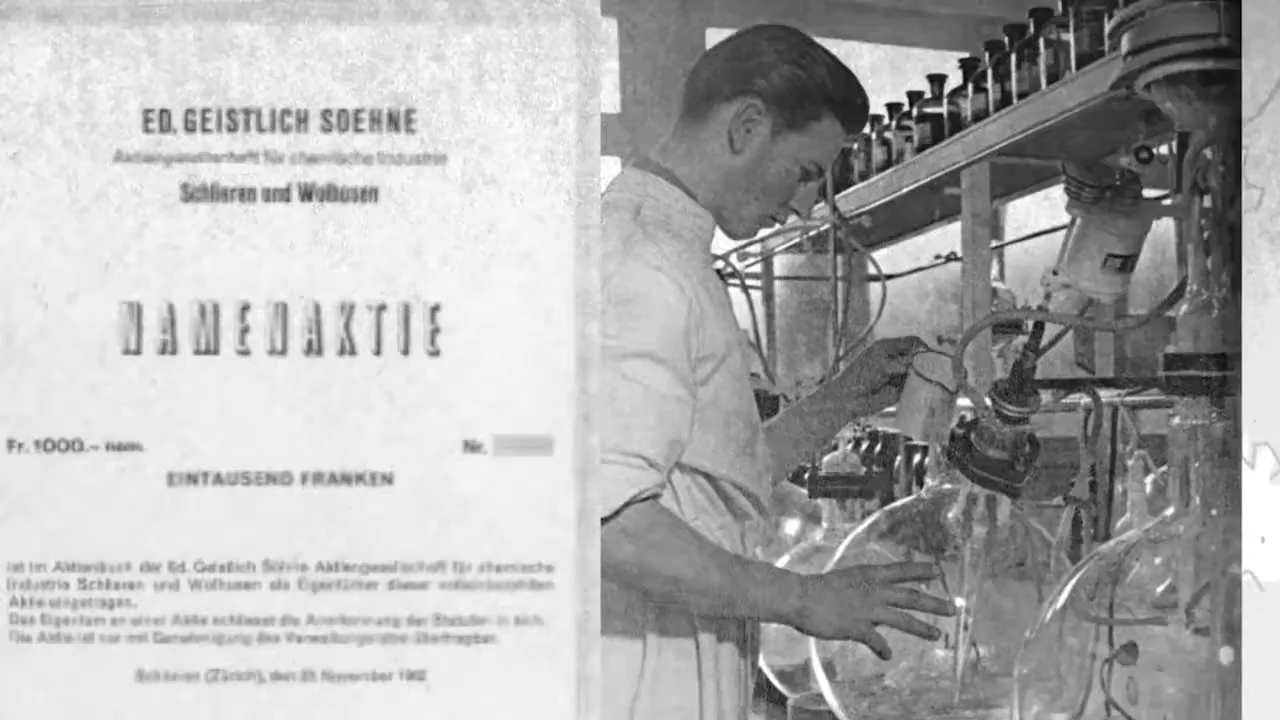 ED. GEISTLICH SOEHNE
Aktiengesellschaft für chemische Industrie
Schlieren und Wolhusen
NAMENAKTIE
Fr. 1000.– nom.
Nr.
EINTAUSEND FRANKEN
ist im Aktienbuch der Ed. Geistlich Söhne Aktiengesellschaft für chemische
Industrie Schlieren und Wolhusen als Eigentümer dieser volleinbezahlten
Aktie eingetragen.
Das Eigentum an einer Aktie schliesst die Anerkennung der Statuten in sich.
Die Aktie ist nur mit Genehmigung des Verwaltungsrates übertragbar.
Schlieren (Zürich), den November